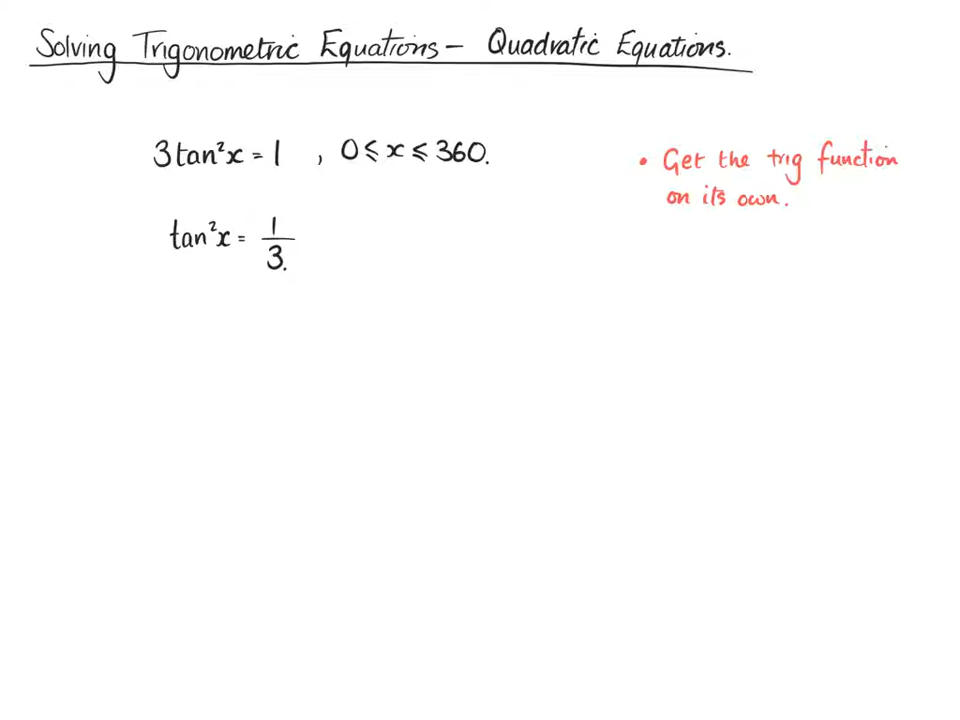 Solving Trigonometric Equations – Quadratic Equations.
3tan²x = 1 , 0 ⩽ x ⩽ 360.
• Get the trig function
on its own.
tan²x = 1/3.